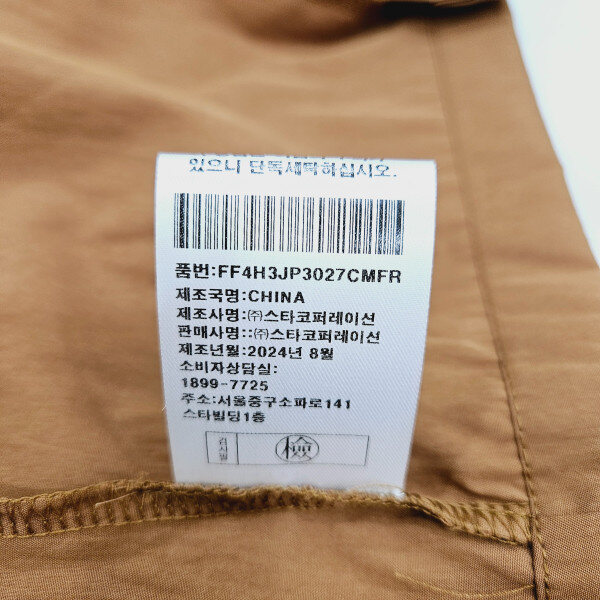 있으니 단독세탁하십시오.
품번:FF4H3JP3027CMFR
제조국명:CHINA
제조사명:㈜스타코퍼레이션
판매사명::㈜스타코퍼레이션
제조년월:2024년 8월
소비자상담실:
1899-7725
주소:서울중구소파로141
스타빌딩1층
검사필
檢